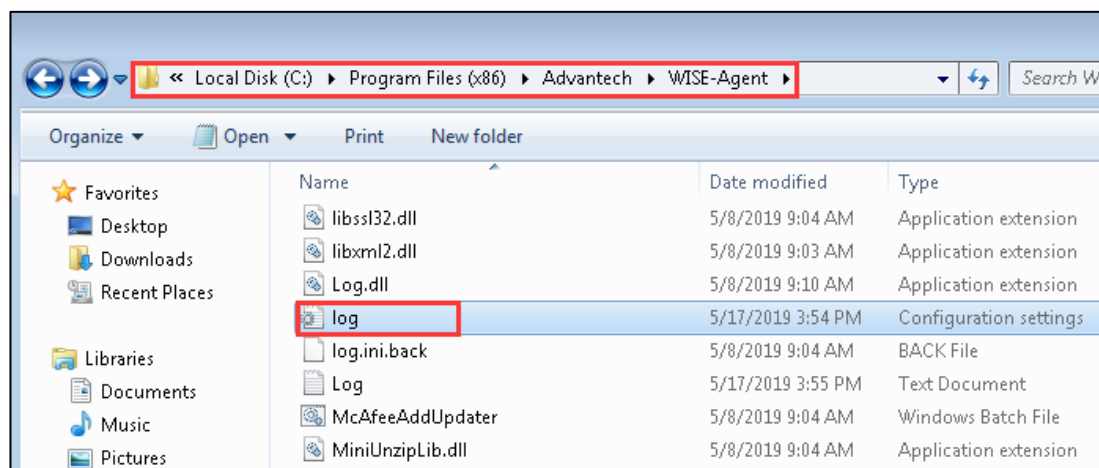 « Local Disk (C:) ▸ Program Files (x86) ▸ Advantech ▸ WISE-Agent ▸ Search W
Organize Open Print New folder
Favorites
Desktop
Downloads
Recent Places
Libraries
Documents
Music
Pictures
Name Date modified Type
libssl32.dll 5/8/2019 9:04 AM Application extension
libxml2.dll 5/8/2019 9:03 AM Application extension
Log.dll 5/8/2019 9:10 AM Application extension
log 5/17/2019 3:54 PM Configuration settings
log.ini.back 5/8/2019 9:04 AM BACK File
Log 5/17/2019 3:55 PM Text Document
McAfeeAddUpdater 5/8/2019 9:04 AM Windows Batch File
MiniUnzipLib.dll 5/8/2019 9:04 AM Application extension